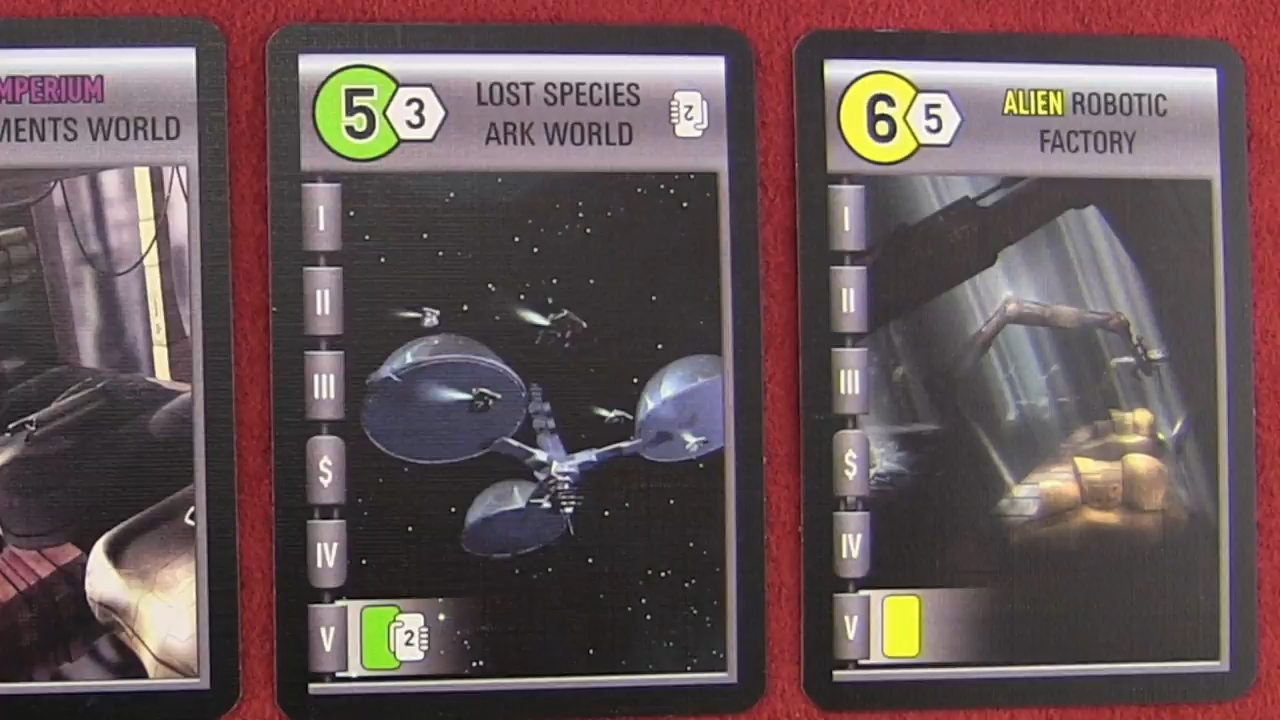 MPERIUM
MENTS WORLD
5 3
LOST SPECIES
ARK WORLD
2
I
II
III
$
IV
V
2
6 5
ALIEN ROBOTIC
FACTORY
I
II
III
$
IV
V